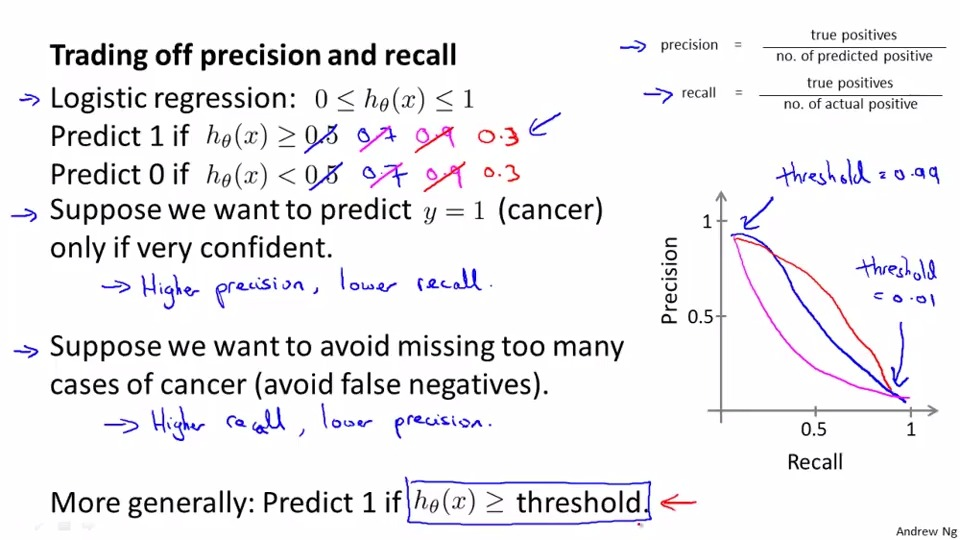 Trading off precision and recall
→ precision = true positives / no. of predicted positive
→ recall = true positives / no. of actual positive
→ Logistic regression: 0 ≤ hθ(x) ≤ 1
Predict 1 if hθ(x) ≥ 0.5 0.7 0.9 0.3
Predict 0 if hθ(x) < 0.5 0.7 0.9 0.3
→ Suppose we want to predict y = 1 (cancer)
only if very confident.
→ Higher precision, lower recall.
→ Suppose we want to avoid missing too many
cases of cancer (avoid false negatives).
→ Higher recall, lower precision.
More generally: Predict 1 if hθ(x) ≥ threshold. ←
threshold = 0.99
threshold
= 0.01
1
Precision
0.5
0.5 1
Recall
Andrew Ng